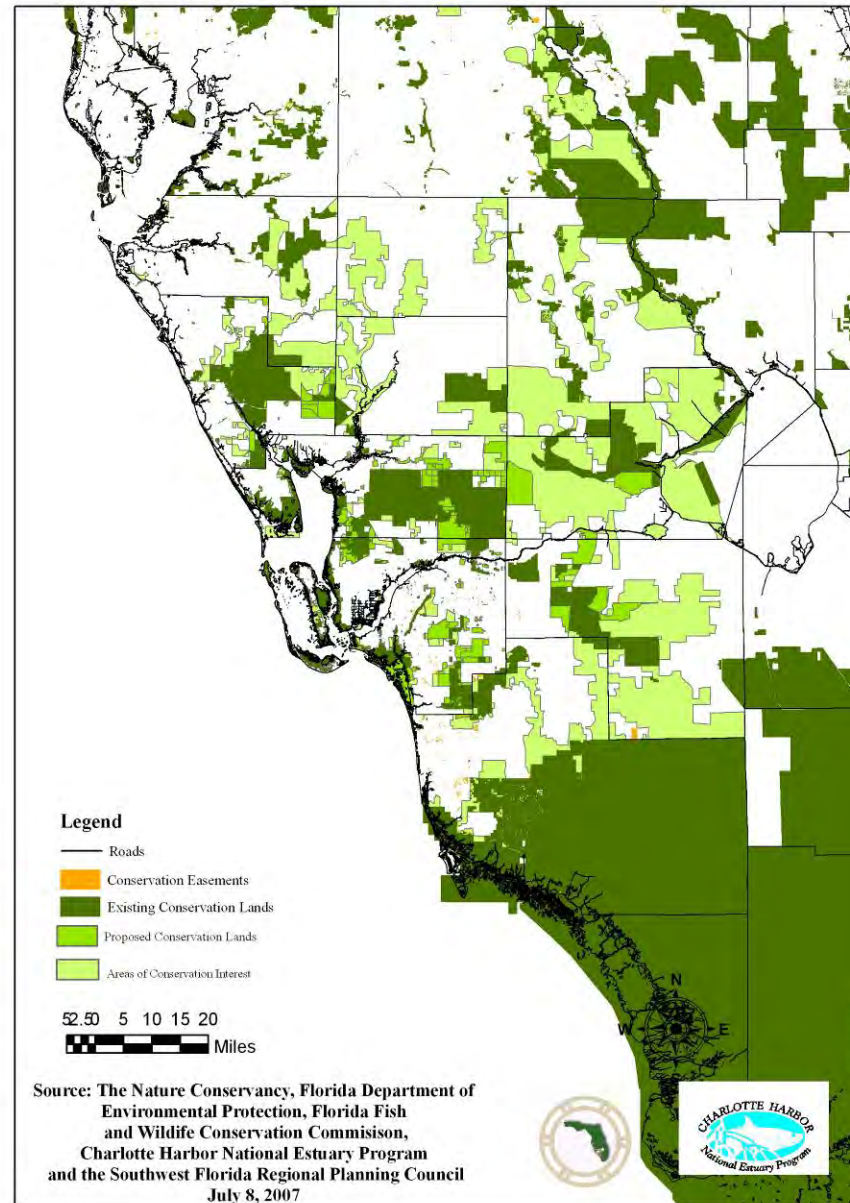 Legend
Roads
Conservation Easements
Existing Conservation Lands
Proposed Conservation Lands
Areas of Conservation Interest
52.50 5 10 15 20
Miles
N
W E
Source: The Nature Conservancy, Florida Department of
Environmental Protection, Florida Fish
and Wildlife Conservation Commisison,
Charlotte Harbor National Estuary Program
and the Southwest Florida Regional Planning Council
July 8, 2007
CHARLOTTE HARBOR
National Estuary Program